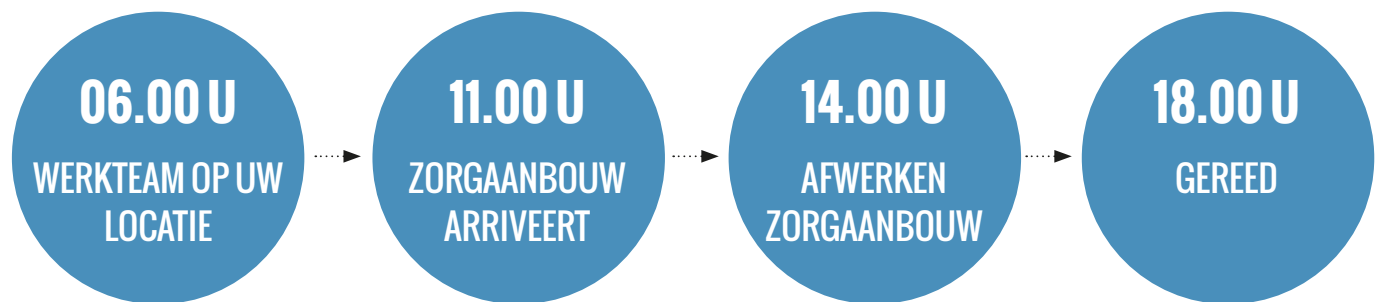 06.00 U
WERKTEAM OP UW
LOCATIE
11.00 U
ZORGAANBOUW
ARRIVEERT
14.00 U
AFWERKEN
ZORGAANBOUW
18.00 U
GEREED